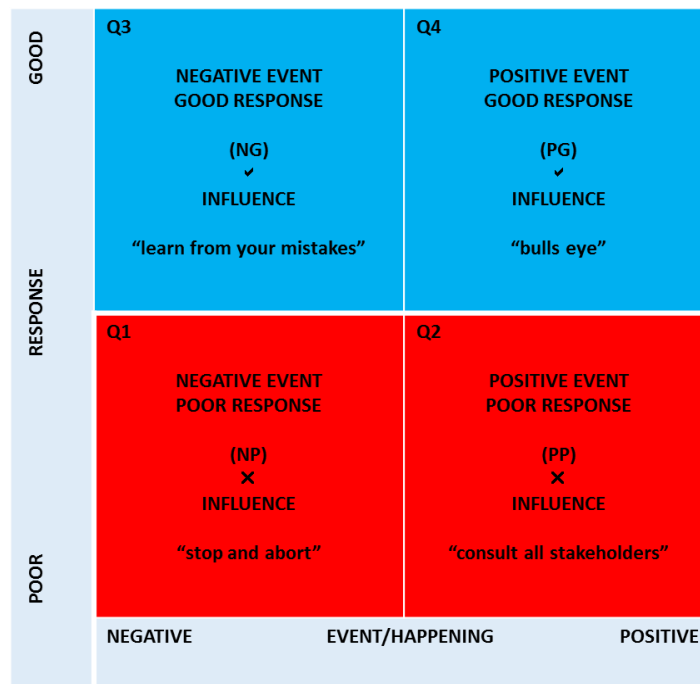 GOOD
RESPONSE
POOR
Q3
NEGATIVE EVENT
GOOD RESPONSE
(NG)
✓
INFLUENCE
“learn from your mistakes”
Q4
POSITIVE EVENT
GOOD RESPONSE
(PG)
✓
INFLUENCE
“bulls eye”
Q1
NEGATIVE EVENT
POOR RESPONSE
(NP)
✕
INFLUENCE
“stop and abort”
Q2
POSITIVE EVENT
POOR RESPONSE
(PP)
✕
INFLUENCE
“consult all stakeholders”
NEGATIVE EVENT/HAPPENING POSITIVE